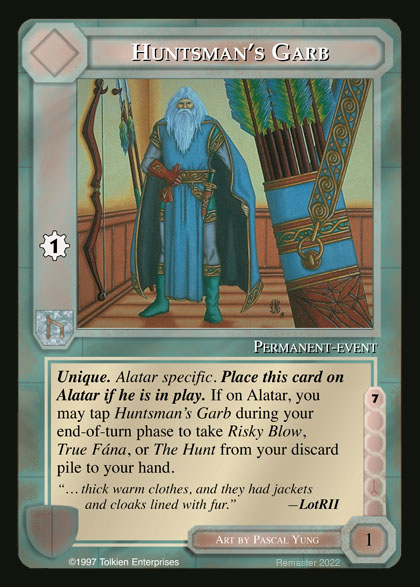 Huntsman's Garb
1
Permanent-event
Unique. Alatar specific. Place this card on
Alatar if he is in play. If on Alatar, you
may tap Huntsman's Garb during your
end-of-turn phase to take Risky Blow,
True Fána, or The Hunt from your discard
pile to your hand.
"… thick warm clothes, and they had jackets
and cloaks lined with fur." —LotRII
7
Art by Pascal Yung
1
©1997 Tolkien Enterprises
Remaster 2022